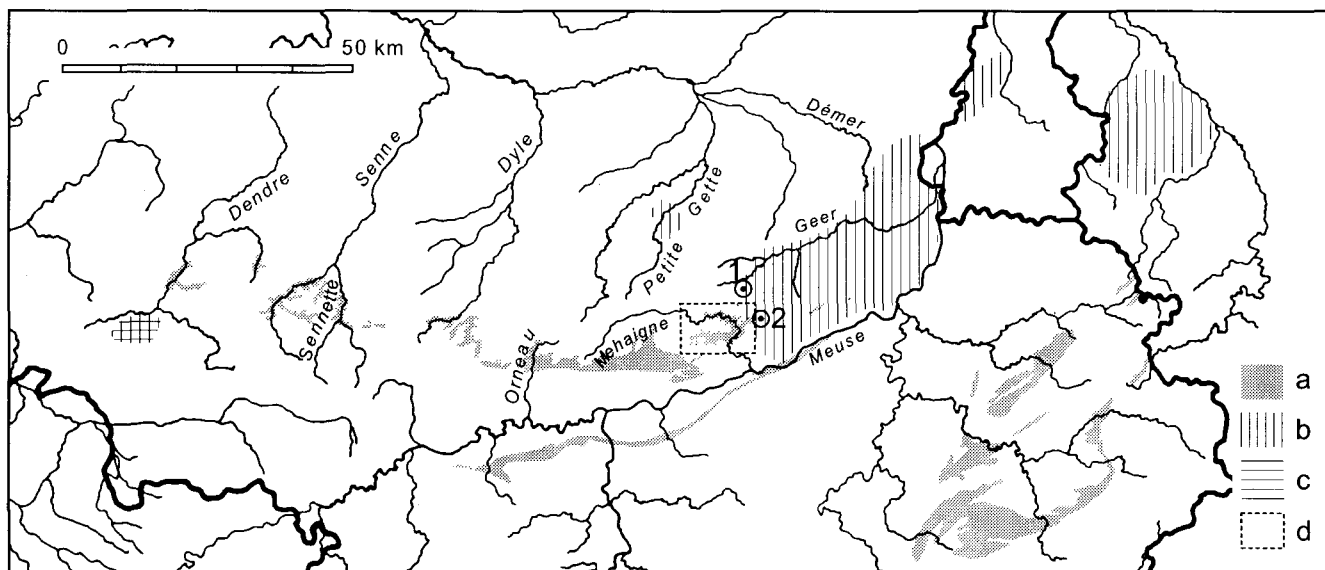 0 50 km
Démer
Senne
Dyle
Dendre
Gette
Geer
Petite
1
2
Sennette
Mehaigne
Orneau
Meuse
a
b
c
d